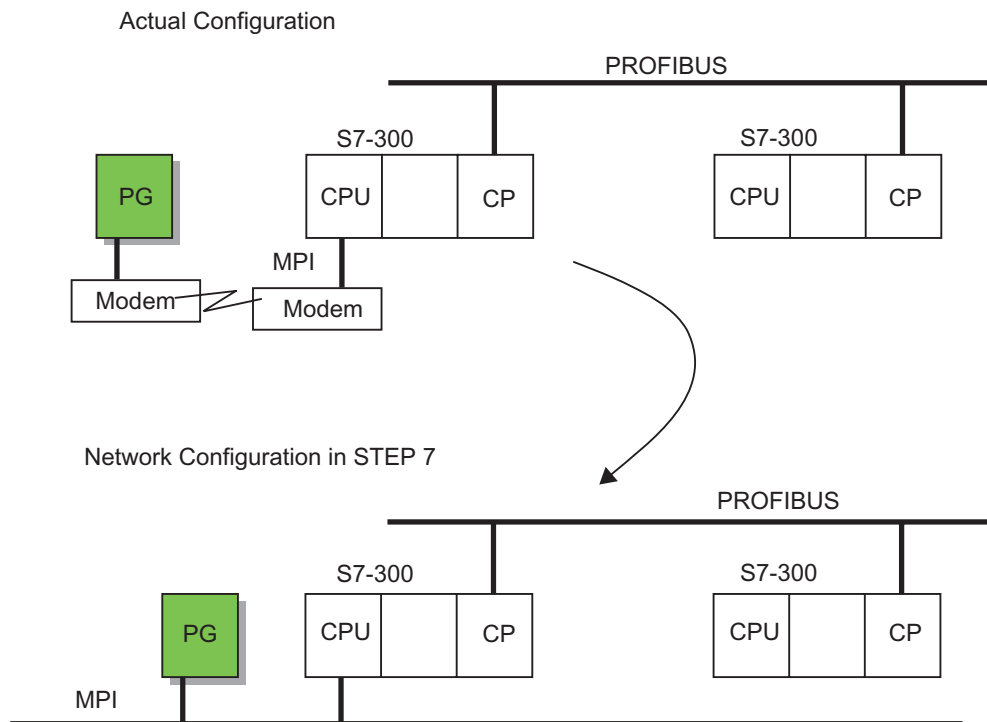 Actual Configuration
PROFIBUS
S7-300
S7-300
PG
CPU
CP
CPU
CP
MPI
Modem
Modem
Network Configuration in STEP 7
PROFIBUS
S7-300
S7-300
PG
CPU
CP
CPU
CP
MPI